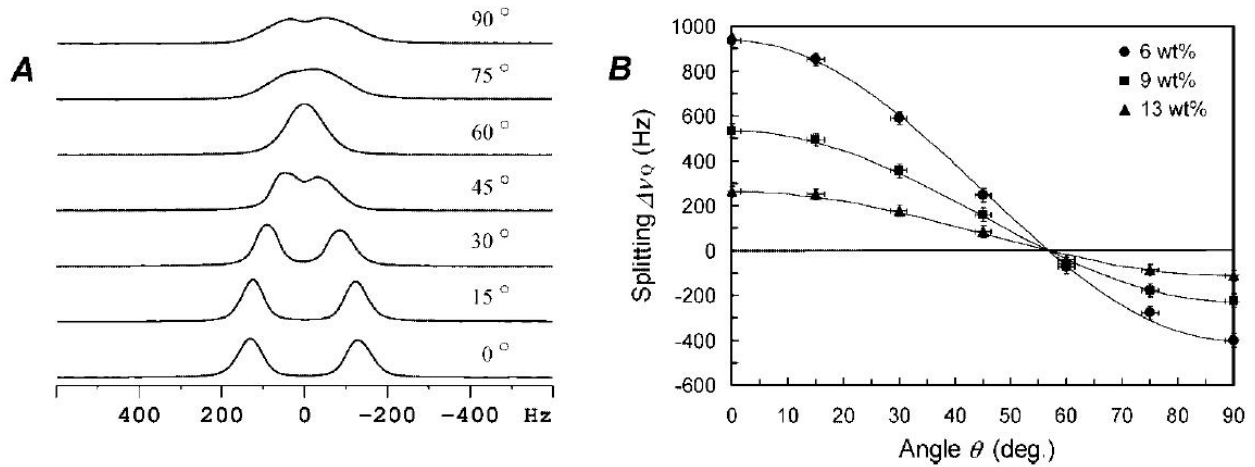 A
90 °
75 °
60 °
45 °
30 °
15 °
0 °
400 200 0 -200 -400 Hz
B
Splitting ΔνQ (Hz)
1000
800
600
400
200
0
-200
-400
-600
6 wt%
9 wt%
13 wt%
0 10 20 30 40 50 60 70 80 90
Angle θ (deg.)